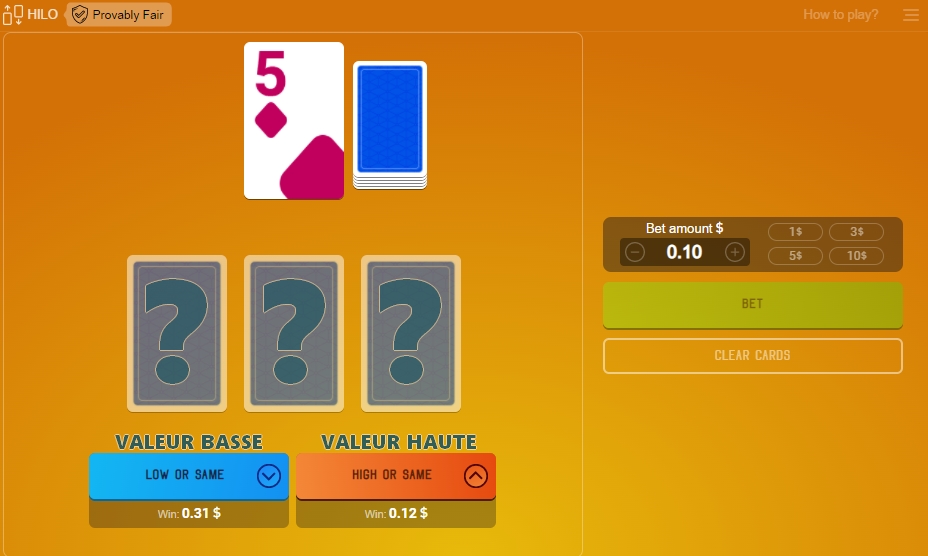 HILO Provably Fair How to play?
5
? ? ?
VALEUR BASSE VALEUR HAUTE
LOW OR SAME HIGH OR SAME
Win: 0.31 $ Win: 0.12 $
Bet amount $
0.10
1$ 3$
5$ 10$
BET
CLEAR CARDS